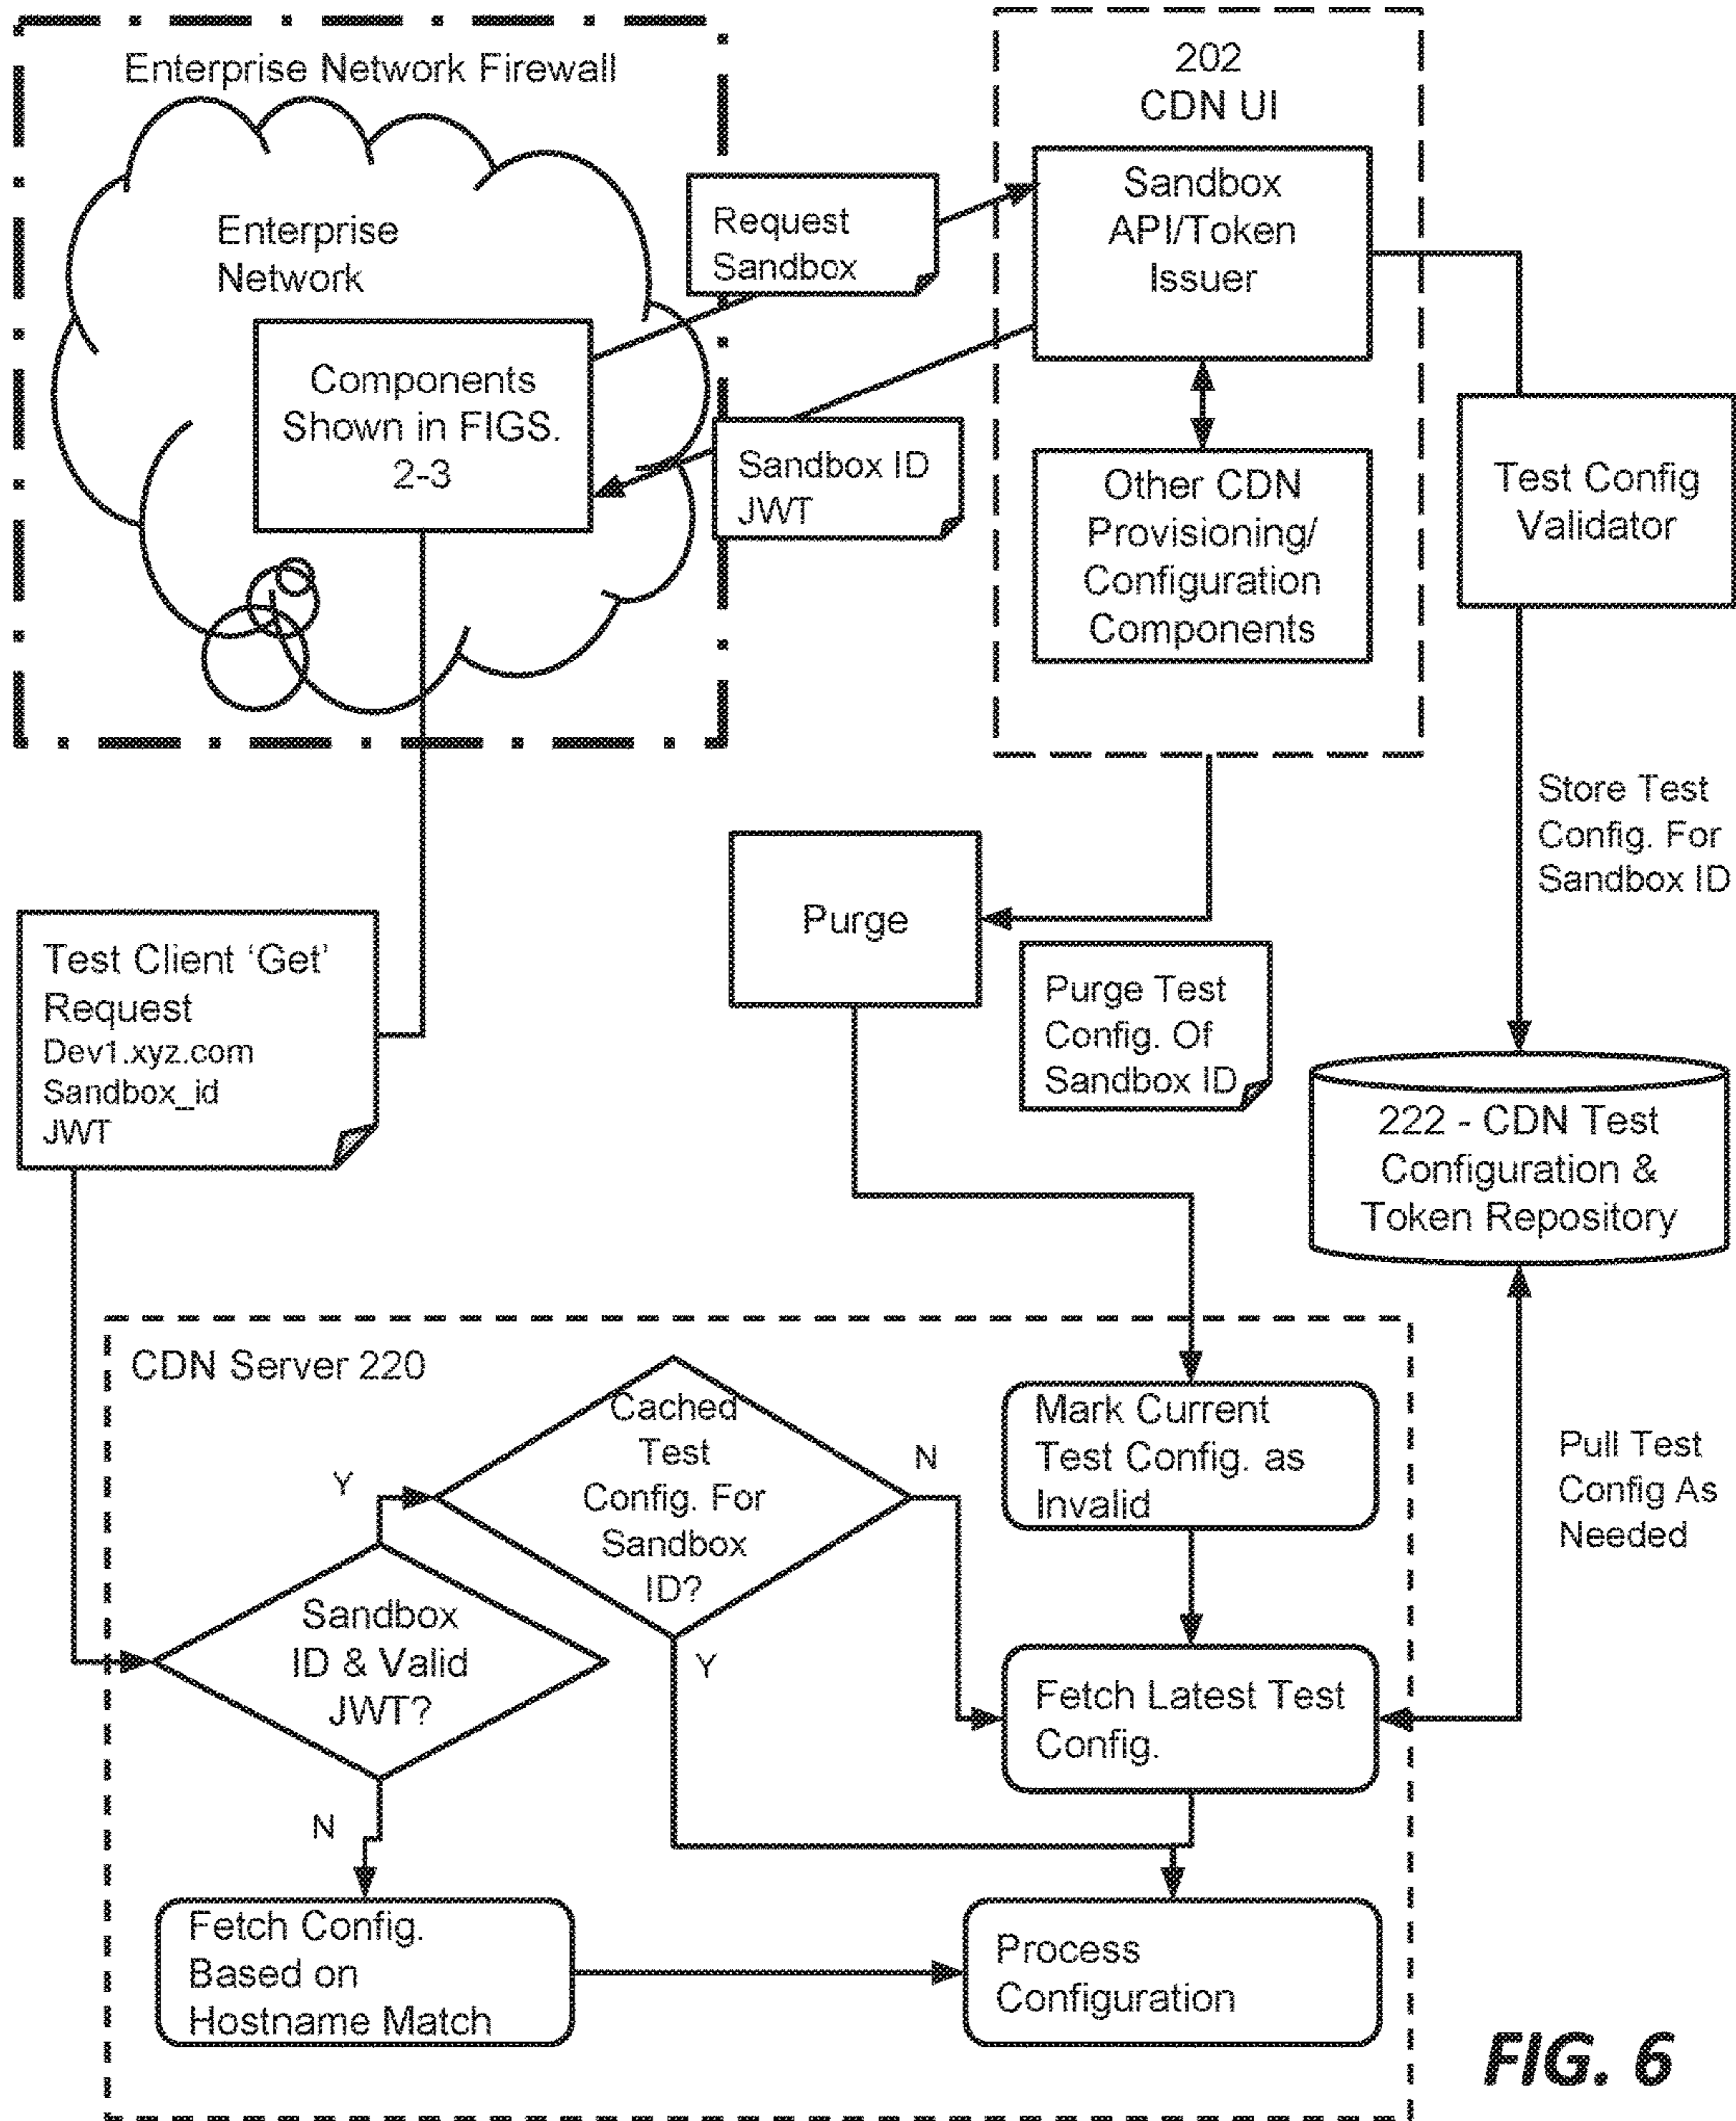 Enterprise Network Firewall
Enterprise
Network
Components
Shown in FIGS.
2-3
Request
Sandbox
Sandbox ID
JWT
202
CDN UI
Sandbox
API/Token
Issuer
Other CDN
Provisioning/
Configuration
Components
Test Config
Validator
Store Test
Config. For
Sandbox ID
Purge
Purge Test
Config. Of
Sandbox ID
Test Client ‘Get’
Request
Dev1.xyz.com
Sandbox_id
JWT
222 - CDN Test
Configuration &
Token Repository
CDN Server 220
Cached
Test
Config. For
Sandbox
ID?
Y
N
Mark Current
Test Config. as
Invalid
Pull Test
Config As
Needed
Sandbox
ID & Valid
JWT?
Y
Fetch Latest Test
Config.
N
Fetch Config.
Based on
Hostname Match
Process
Configuration
FIG. 6